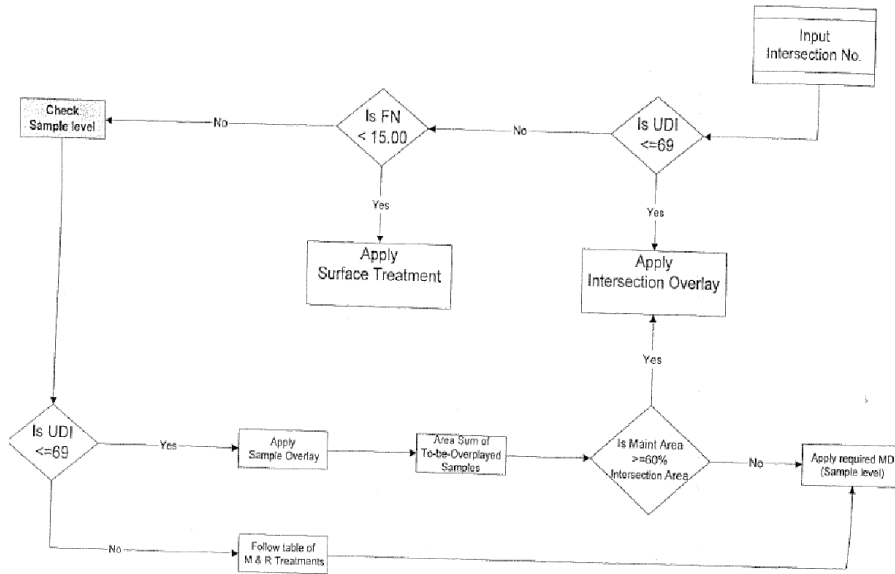 Input
Intersection No.
Is UDI
<=69
No
Is FN
< 15.00
No
Check
Sample level
Yes
Apply
Surface Treatment
Yes
Apply
Intersection Overlay
Yes
Is UDI
<=69
Yes
Apply
Sample Overlay
Area Sum of
To-be-Overplayed
Samples
Is Maint Area
>=60%
Intersection Area
No
Apply required MD
(Sample level)
No
Follow table of
M & R Treatments